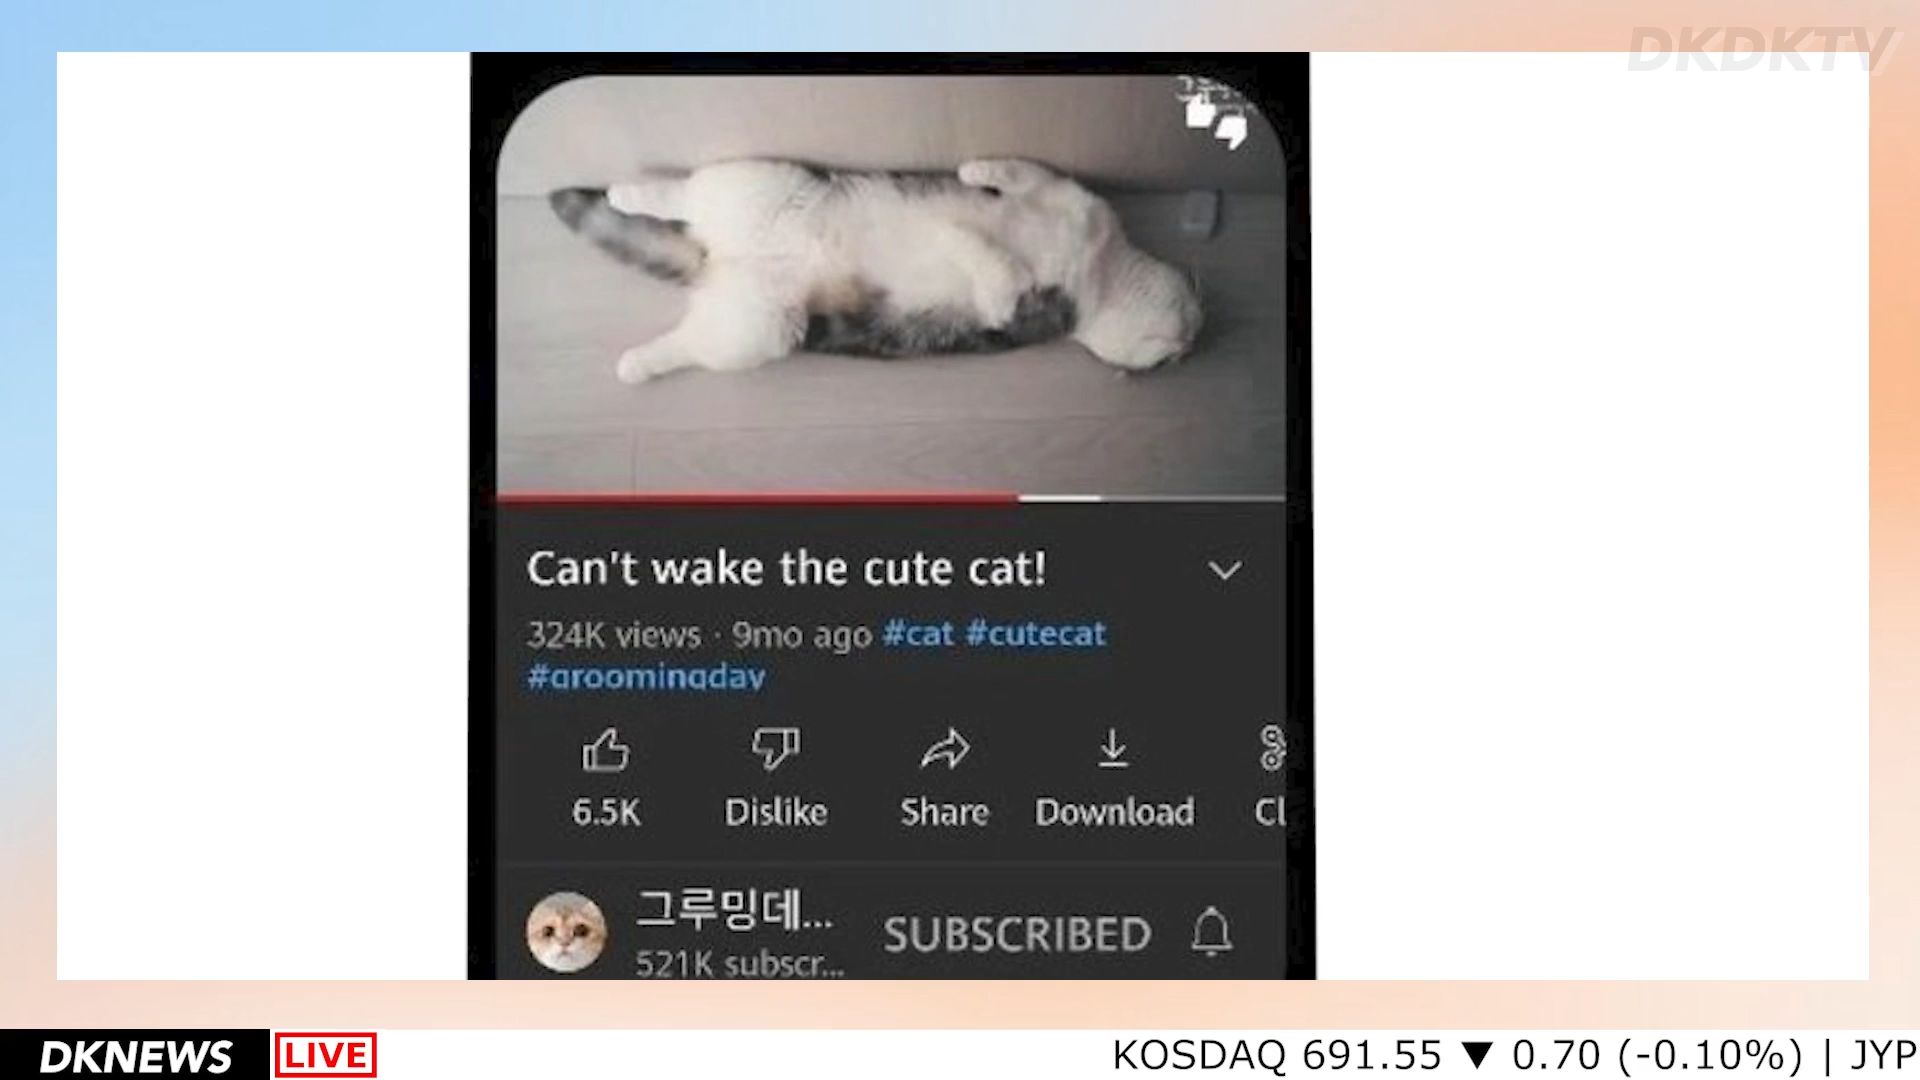 DKDKTV
Can't wake the cute cat!
324K views · 9mo ago #cat #cutecat
#groomingday
6.5K
Dislike
Share
Download
Cl
그루밍데...
521K subscr...
SUBSCRIBED
DKNEWS
LIVE
KOSDAQ 691.55 ▼ 0.70 (-0.10%) | JYP